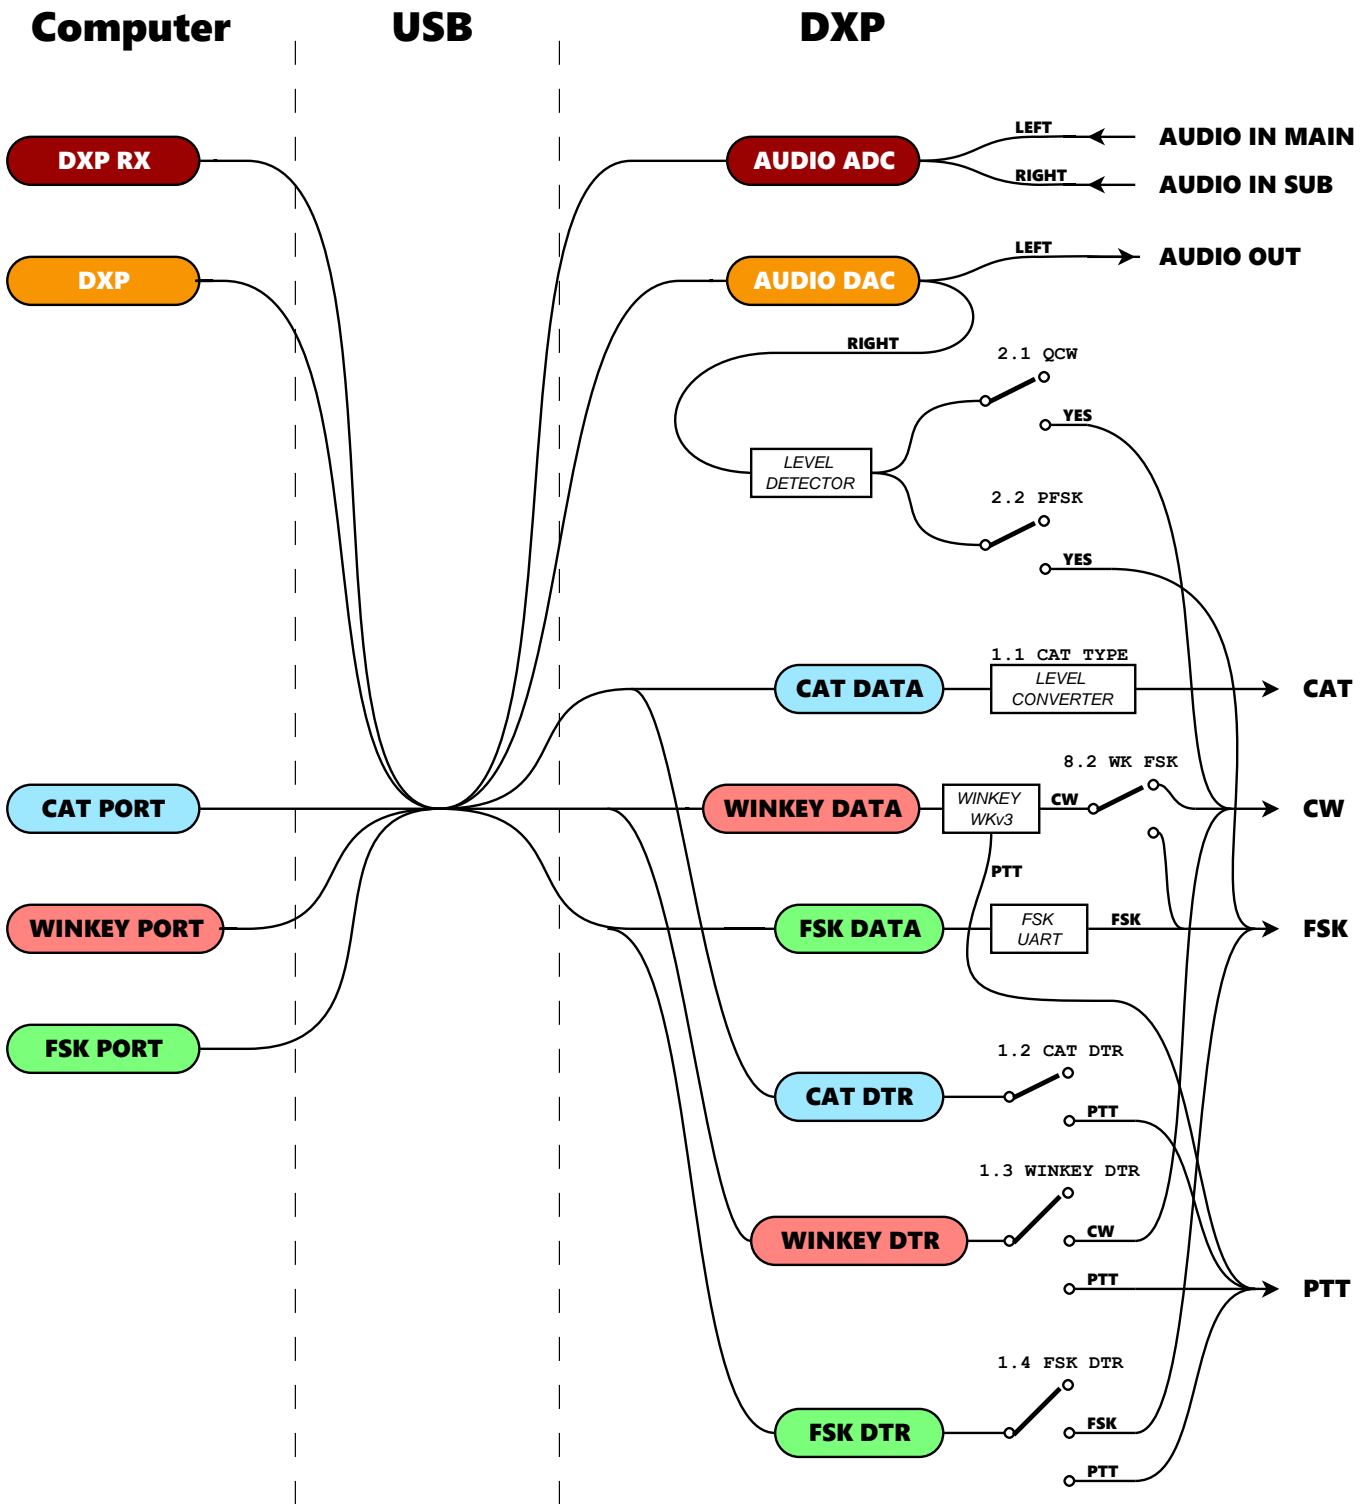 Computer
USB
DXP
DXP RX
AUDIO ADC
LEFT
AUDIO IN MAIN
RIGHT
AUDIO IN SUB
DXP
AUDIO DAC
LEFT
AUDIO OUT
RIGHT
2.1 QCW
YES
LEVEL
DETECTOR
2.2 PFSK
YES
1.1 CAT TYPE
CAT DATA
LEVEL
CONVERTER
CAT
8.2 WK FSK
CAT PORT
WINKEY DATA
WINKEY
WKv3
CW
CW
PTT
WINKEY PORT
FSK DATA
FSK
UART
FSK
FSK
FSK PORT
1.2 CAT DTR
CAT DTR
PTT
1.3 WINKEY DTR
WINKEY DTR
CW
PTT
PTT
1.4 FSK DTR
FSK DTR
FSK
PTT